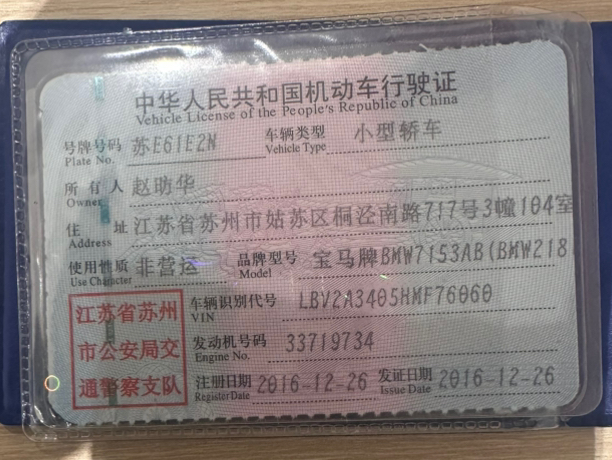 中华人民共和国机动车行驶证
Vehicle License of the People's Republic of China
号牌号码 苏E61E2N 车辆类型 小型轿车
Plate No. Vehicle Type
所有人 赵萌华
Owner
住址 江苏省苏州市姑苏区桐泾南路717号3幢104室
Address
使用性质 非营运 品牌型号 宝马牌BMW7153AB(BMW218
Use Character Model
江苏省苏州 车辆识别代号 LBV2A3405HMF76060
VIN
市公安局交 发动机号码 33719734
Engine No.
通警察支队 注册日期 2016-12-26 发证日期 2016-12-26
Register Date Issue Date